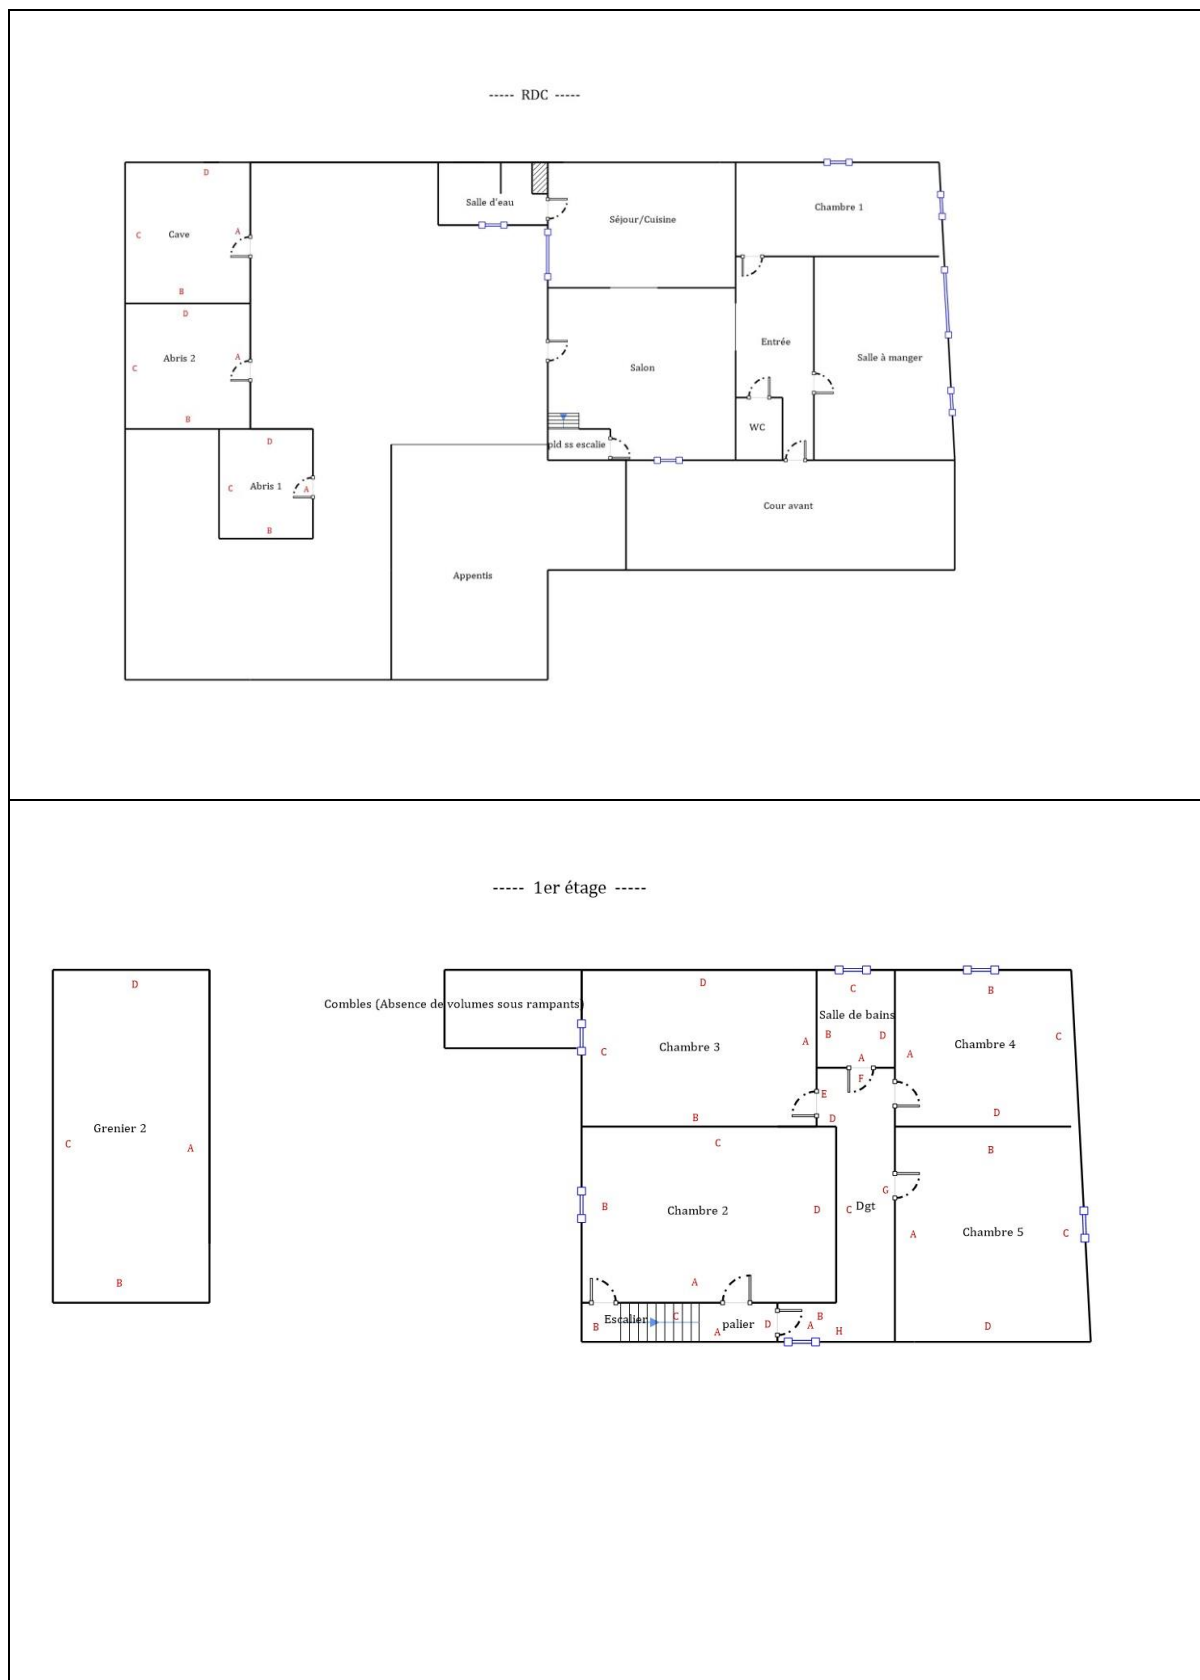 ----- RDC -----
D
Salle d'eau
Chambre 1
Séjour/Cuisine
C
Cave
A
B
D
Entrée
A
Abris 2
Salle à manger
C
Salon
B
WC
D
pld ss escalie
C
Abris 1
A
Cour avant
B
Appentis
----- 1er étage -----
D
D
C
B
Combles (Absence de volumes sous rampants)
Salle de bains
B
D
C
A
Chambre 3
Chambre 4
C
A
A
F
E
B
D
D
Grenier 2
C
C
A
B
G
B
Chambre 2
D
C
Dgt
A
Chambre 5
C
B
A
Escalier
C
B
B
A
palier
D
A
H
D